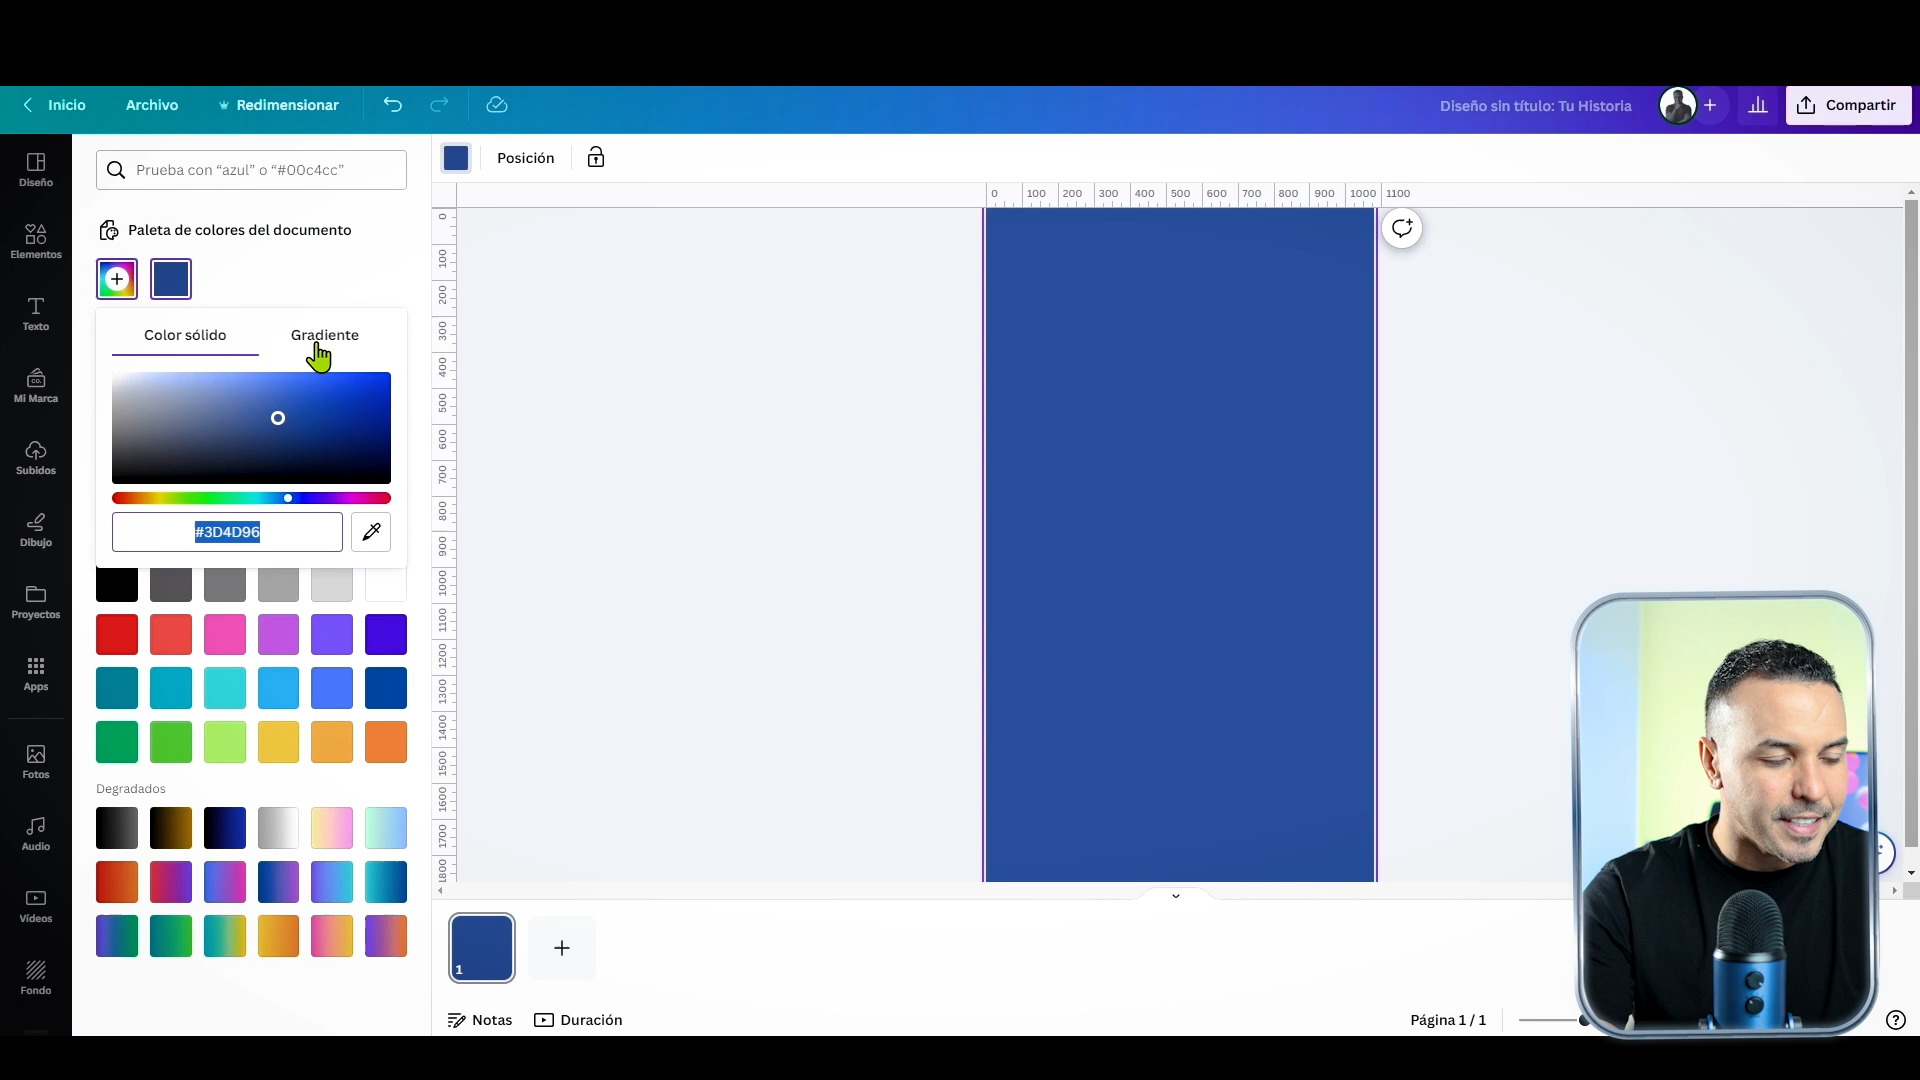 Inicio
Archivo
Redimensionar
Diseño sin título: Tu Historia
Compartir
Diseño
Elementos
Texto
CO.
Mi Marca
Subidos
Dibujo
Proyectos
Apps
Fotos
Audio
Vídeos
Fondo
Prueba con “azul” o “#00c4cc”
Paleta de colores del documento
Color sólido
Gradiente
#3D4D96
Degradados
Posición
0 100 200 300 400 500 600 700 800 900 1000 1100
0
100
200
300
400
500
600
700
800
900
1000
1100
1200
1300
1400
1500
1600
1700
1800
1
Notas
Duración
Página 1 / 1